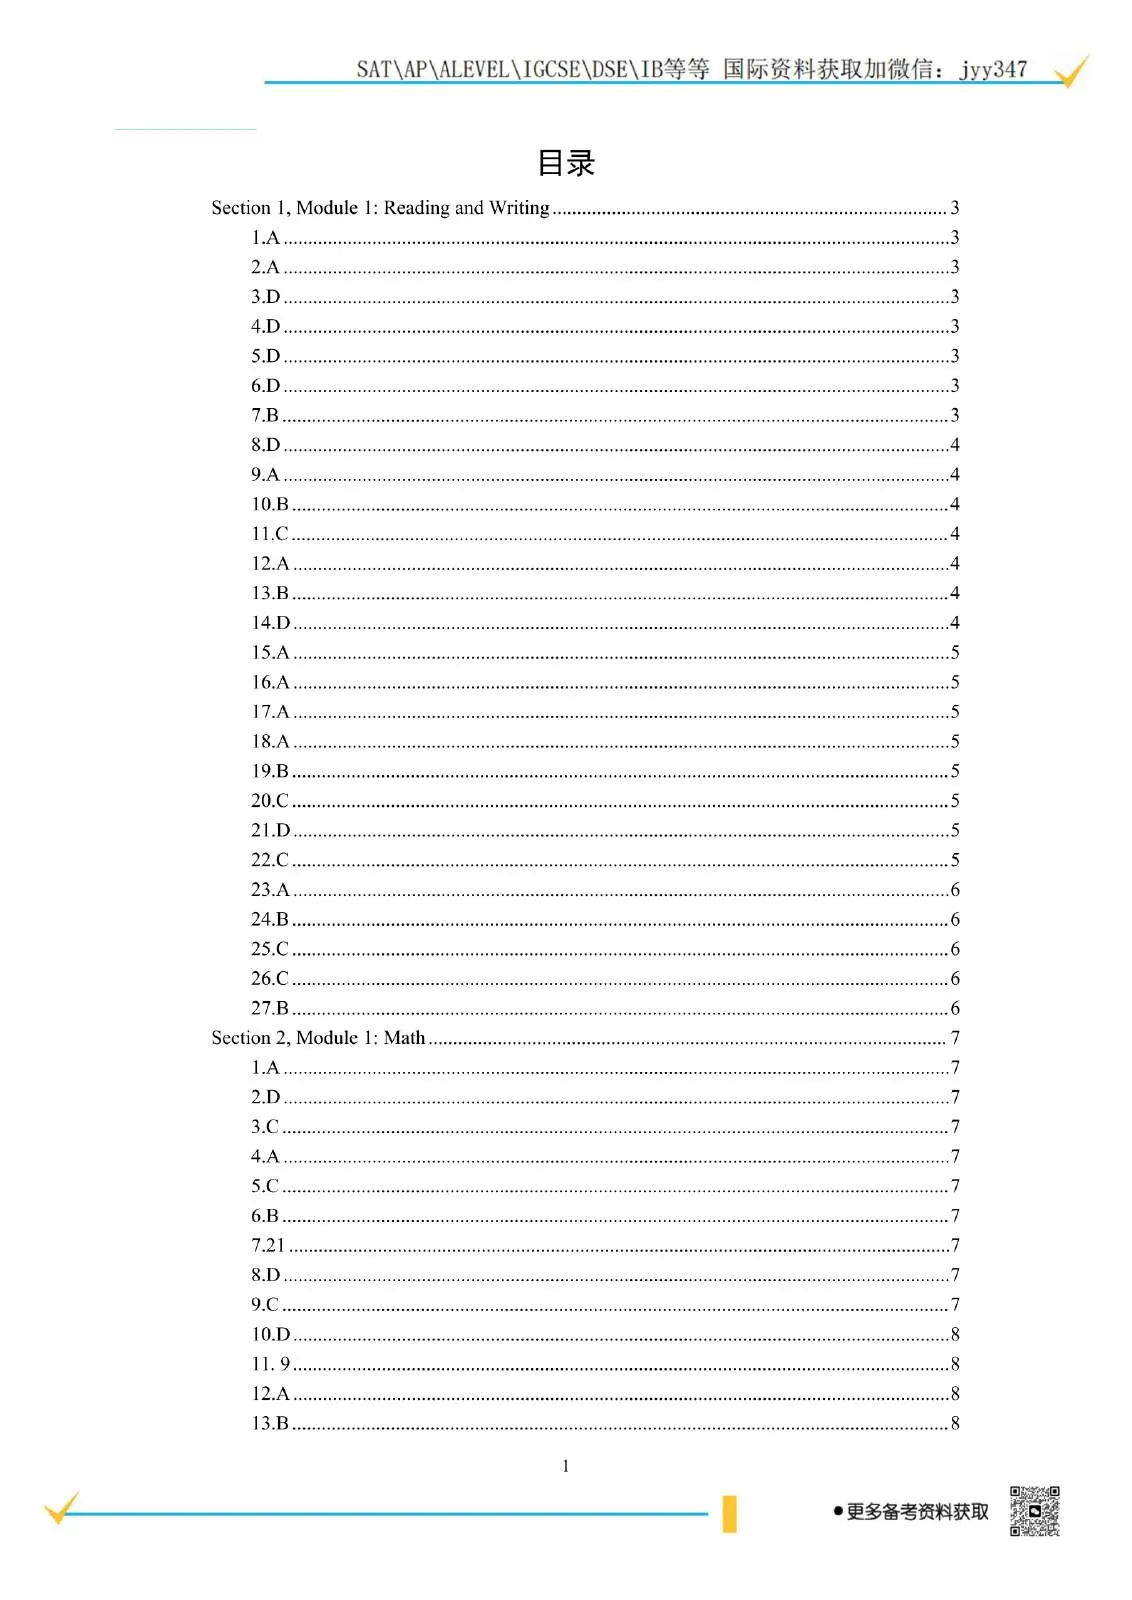 SAT\AP\ALEVEL\IGCSE\DSE\IB等等 国际资料获取加微信: jyy347
目录
Section 1, Module 1: Reading and Writing 3
1.A 3
2.A 3
3.D 3
4.D 3
5.D 3
6.D 3
7.B 3
8.D 4
9.A 4
10.B 4
11.C 4
12.A 4
13.B 4
14.D 4
15.A 5
16.A 5
17.A 5
18.A 5
19.B 5
20.C 5
21.D 5
22.C 5
23.A 6
24.B 6
25.C 6
26.C 6
27.B 6
Section 2, Module 1: Math 7
1.A 7
2.D 7
3.C 7
4.A 7
5.C 7
6.B 7
7.21 7
8.D 7
9.C 7
10.D 8
11. 9 8
12.A 8
13.B 8
1
●更多备考资料获取